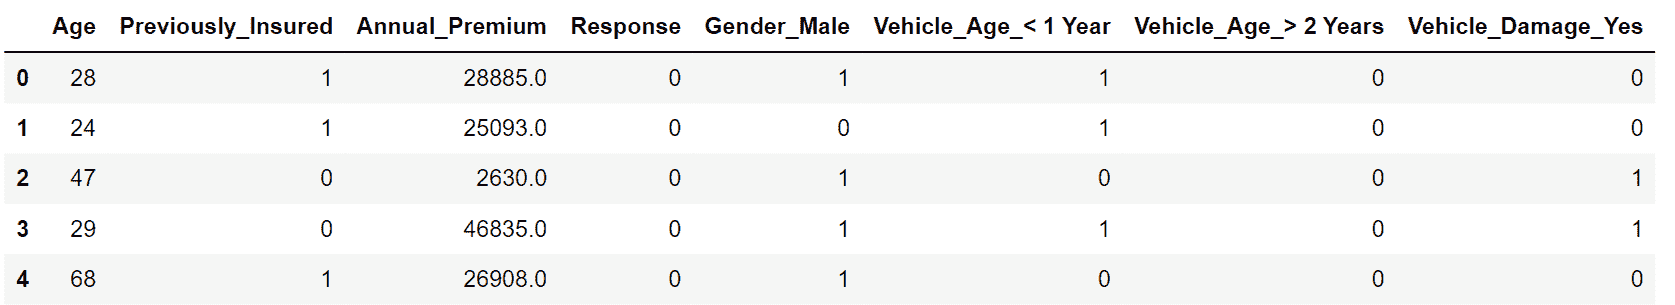 Age Previously_Insured Annual_Premium Response Gender_Male Vehicle_Age_< 1 Year Vehicle_Age_> 2 Years Vehicle_Damage_Yes
0 28 1 28885.0 0 1 1 0 0
1 24 1 25093.0 0 0 1 0 0
2 47 0 2630.0 0 1 0 0 1
3 29 0 46835.0 0 1 1 0 1
4 68 1 26908.0 0 1 0 0 0